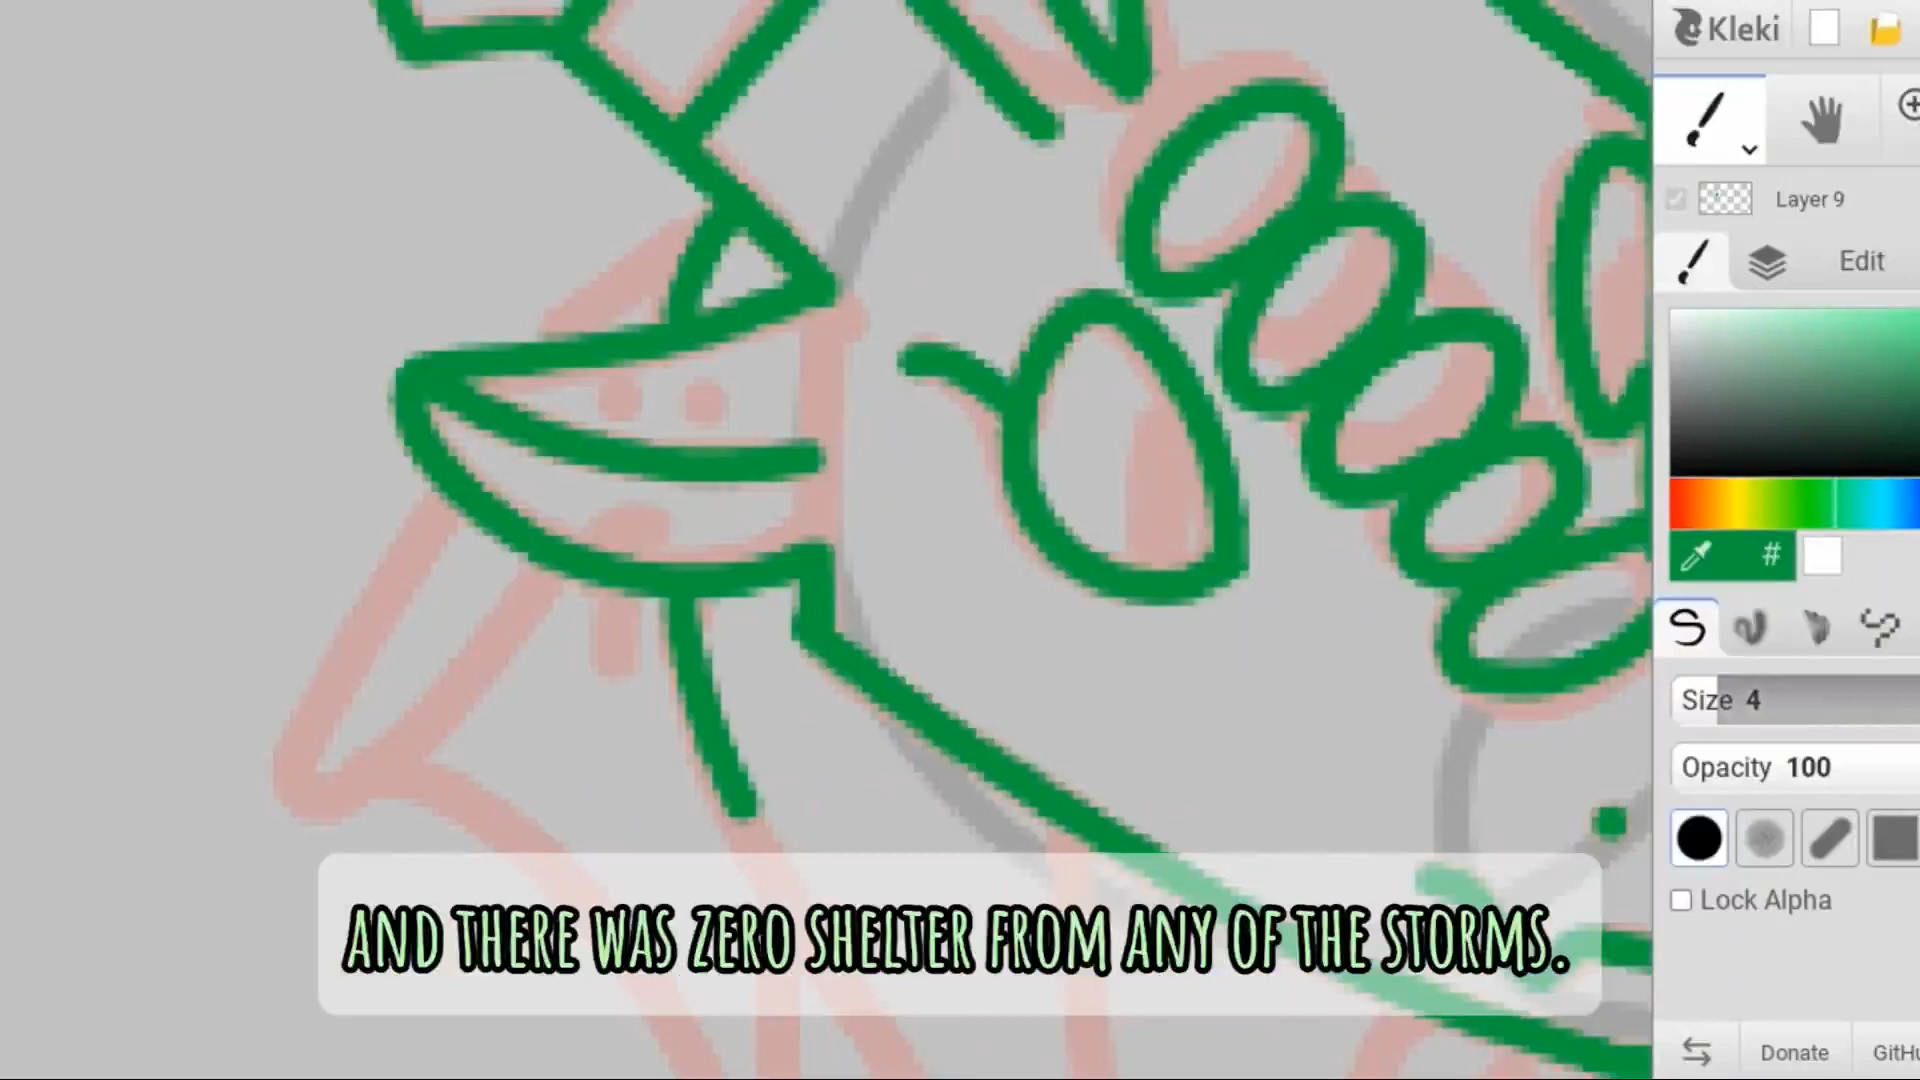 Kleki
Layer 9
Edit
#
Size 4
Opacity 100
Lock Alpha
AND THERE WAS ZERO SHELTER FROM ANY OF THE STORMS.
Donate